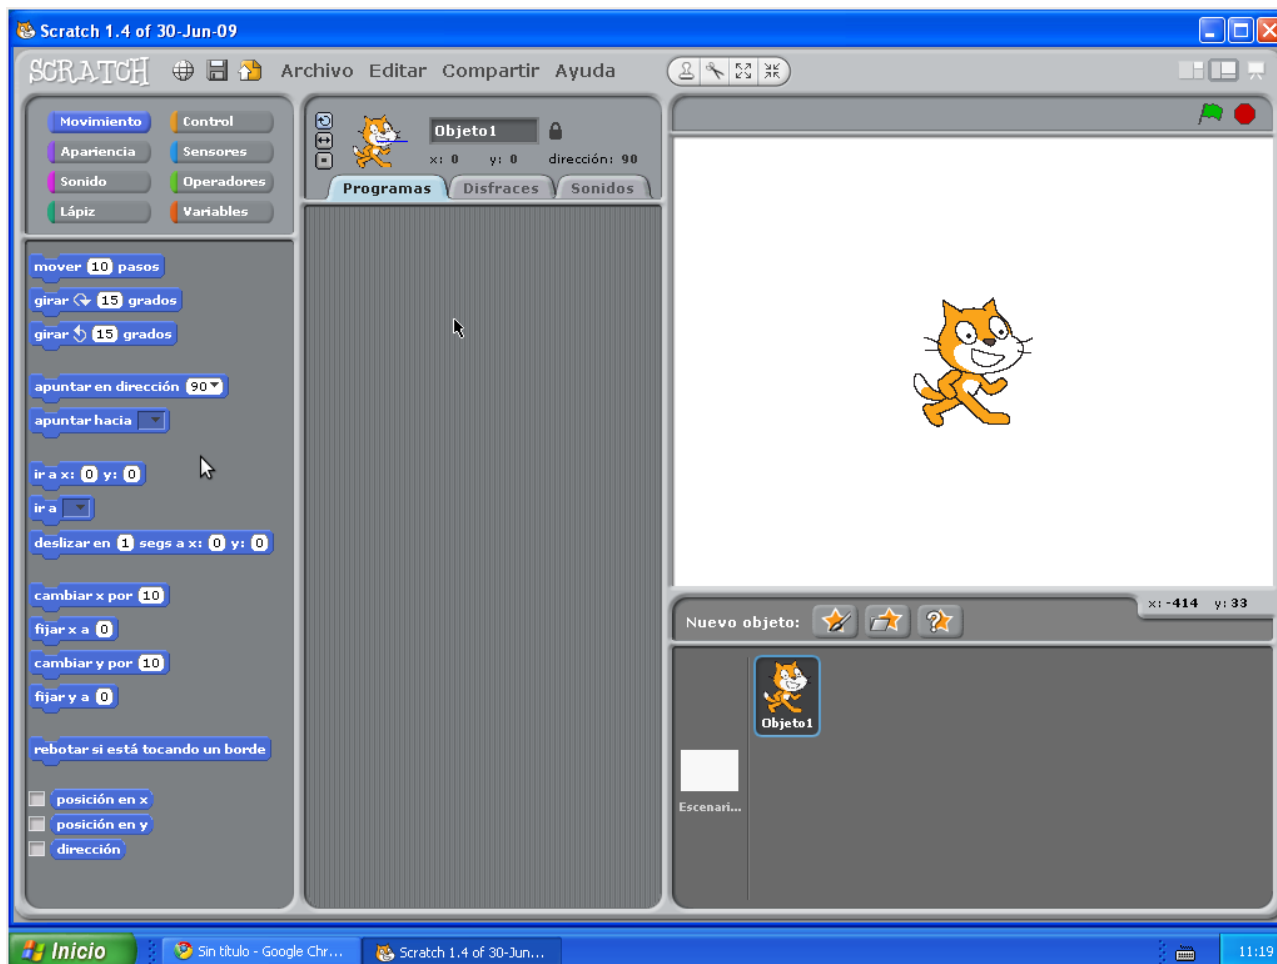 Scratch 1.4 of 30-Jun-09
SCRATCH Archivo Editar Compartir Ayuda
Movimiento Control
Apariencia Sensores
Sonido Operadores
Lápiz Variables
mover 10 pasos
girar 15 grados
girar 15 grados
apuntar en dirección 90
apuntar hacia
ir a x: 0 y: 0
ir a
deslizar en 1 segs a x: 0 y: 0
cambiar x por 10
fijar x a 0
cambiar y por 10
fijar y a 0
rebotar si está tocando un borde
posición en x
posición en y
dirección
Objeto1
x: 0 y: 0 dirección: 90
Programas Disfraces Sonidos
x: -414 y: 33
Nuevo objeto:
Objeto1
Escenari...
Inicio Sin título - Google Chr... Scratch 1.4 of 30-Jun... 11:19